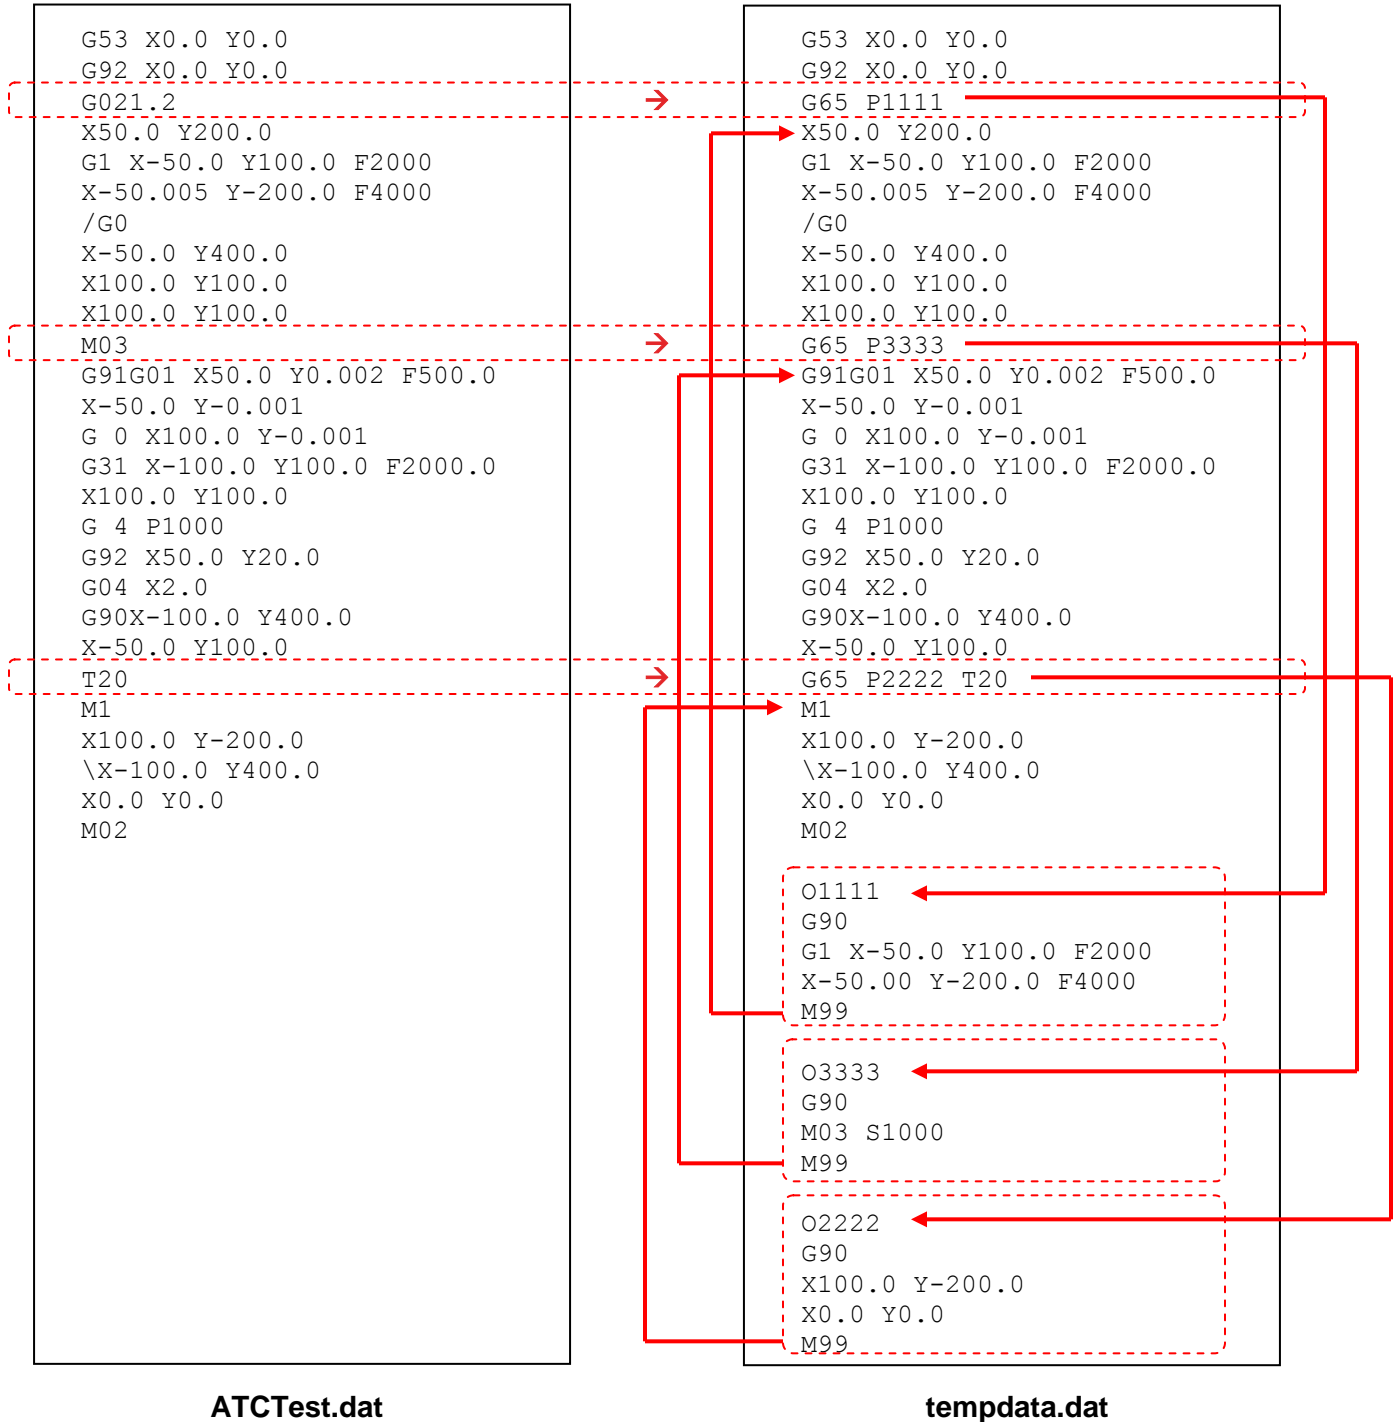 G53 X0.0 Y0.0
G92 X0.0 Y0.0
G021.2
X50.0 Y200.0
G1 X-50.0 Y100.0 F2000
X-50.005 Y-200.0 F4000
/G0
X-50.0 Y400.0
X100.0 Y100.0
X100.0 Y100.0
M03
G91G01 X50.0 Y0.002 F500.0
X-50.0 Y-0.001
G 0 X100.0 Y-0.001
G31 X-100.0 Y100.0 F2000.0
X100.0 Y100.0
G 4 P1000
G92 X50.0 Y20.0
G04 X2.0
G90X-100.0 Y400.0
X-50.0 Y100.0
T20
M1
X100.0 Y-200.0
\X-100.0 Y400.0
X0.0 Y0.0
M02
ATCTest.dat
G53 X0.0 Y0.0
G92 X0.0 Y0.0
G65 P1111
X50.0 Y200.0
G1 X-50.0 Y100.0 F2000
X-50.005 Y-200.0 F4000
/G0
X-50.0 Y400.0
X100.0 Y100.0
X100.0 Y100.0
G65 P3333
G91G01 X50.0 Y0.002 F500.0
X-50.0 Y-0.001
G 0 X100.0 Y-0.001
G31 X-100.0 Y100.0 F2000.0
X100.0 Y100.0
G 4 P1000
G92 X50.0 Y20.0
G04 X2.0
G90X-100.0 Y400.0
X-50.0 Y100.0
G65 P2222 T20
M1
X100.0 Y-200.0
\X-100.0 Y400.0
X0.0 Y0.0
M02
O1111
G90
G1 X-50.0 Y100.0 F2000
X-50.00 Y-200.0 F4000
M99
O3333
G90
M03 S1000
M99
O2222
G90
X100.0 Y-200.0
X0.0 Y0.0
M99
tempdata.dat